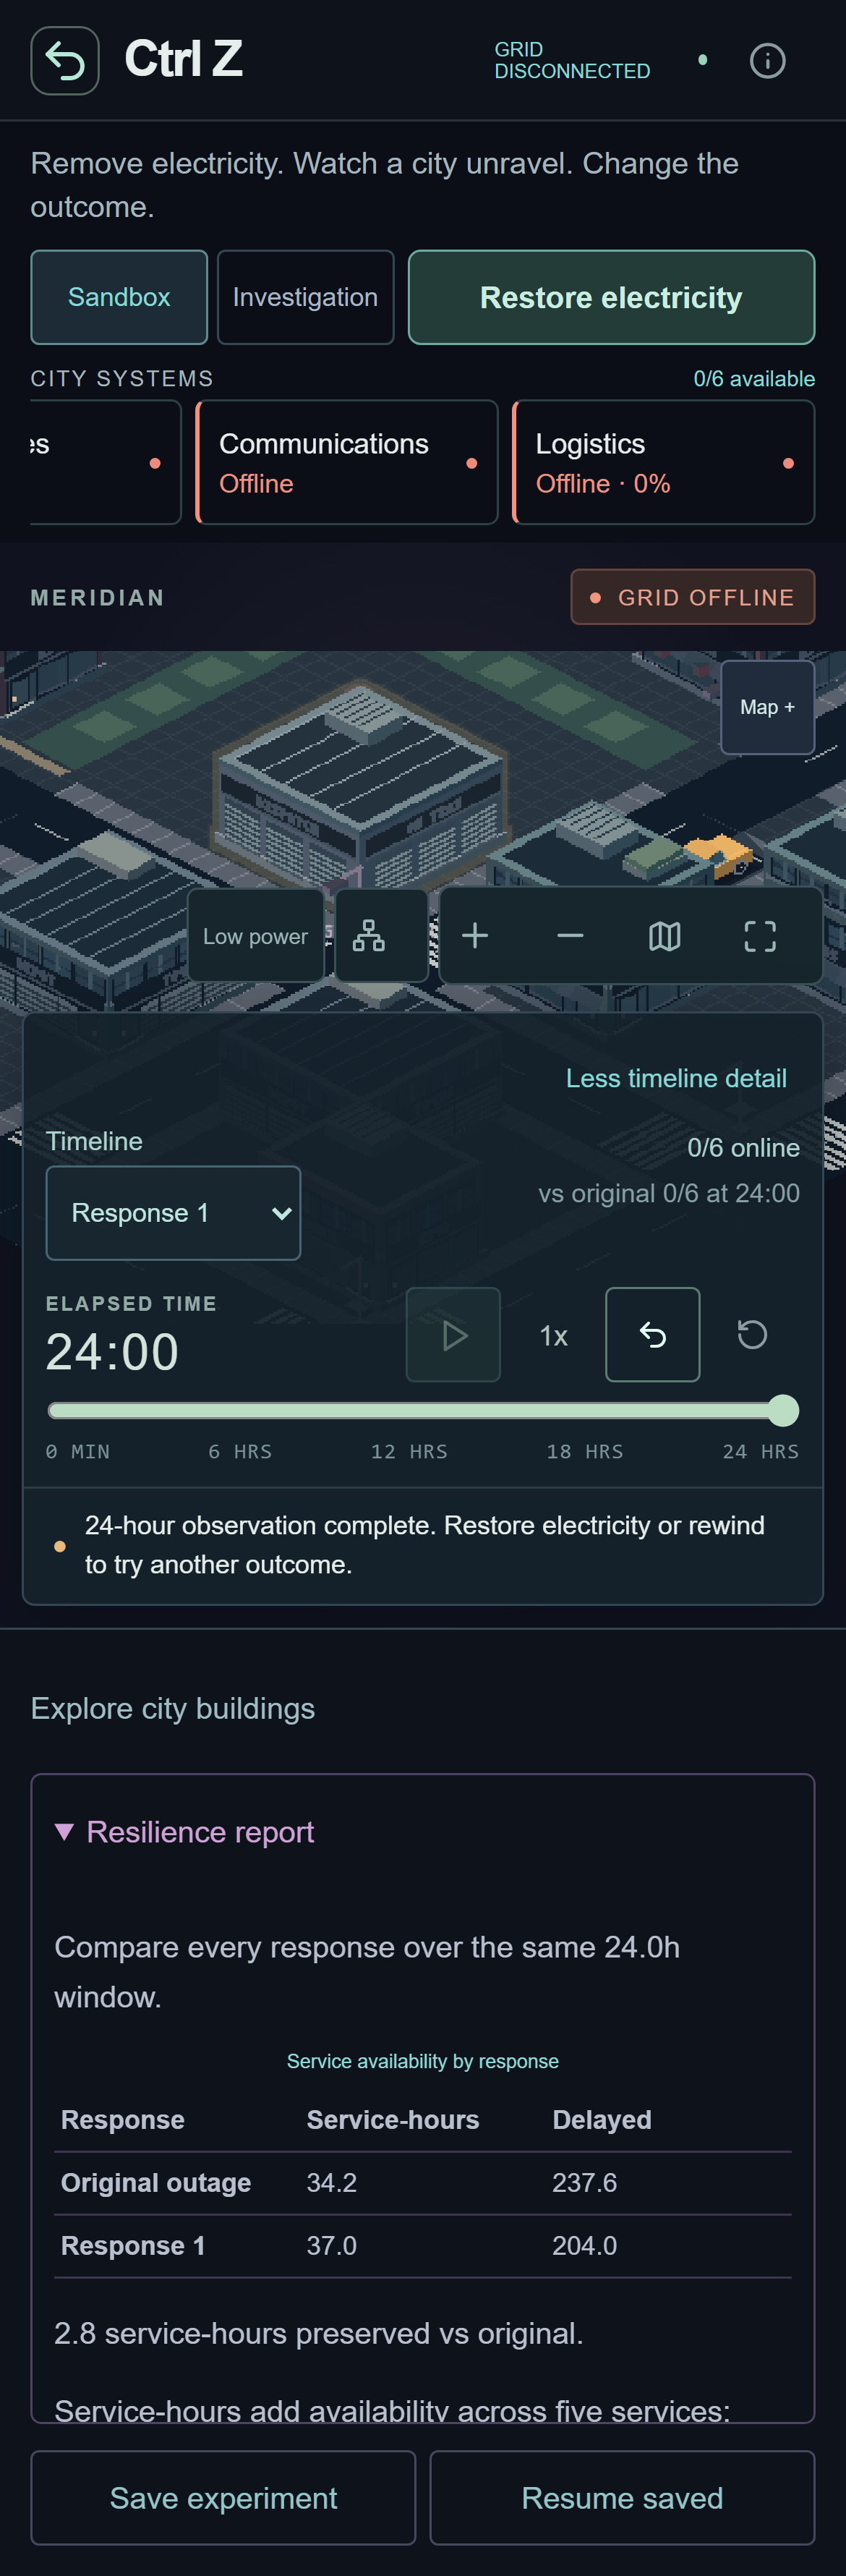 Ctrl Z
GRID
DISCONNECTED
Remove electricity. Watch a city unravel. Change the
outcome.
Sandbox
Investigation
Restore electricity
CITY SYSTEMS
0/6 available
es
Communications
Offline
Logistics
Offline · 0%
MERIDIAN
GRID OFFLINE
Map +
Low power
Less timeline detail
Timeline
0/6 online
Response 1
vs original 0/6 at 24:00
ELAPSED TIME
24:00
1x
0 MIN
6 HRS
12 HRS
18 HRS
24 HRS
24-hour observation complete. Restore electricity or rewind
to try another outcome.
Explore city buildings
▼ Resilience report
Compare every response over the same 24.0h
window.
Service availability by response
Response Service-hours Delayed
Original outage 34.2 237.6
Response 1 37.0 204.0
2.8 service-hours preserved vs original.
Service-hours add availability across five services:
Save experiment
Resume saved